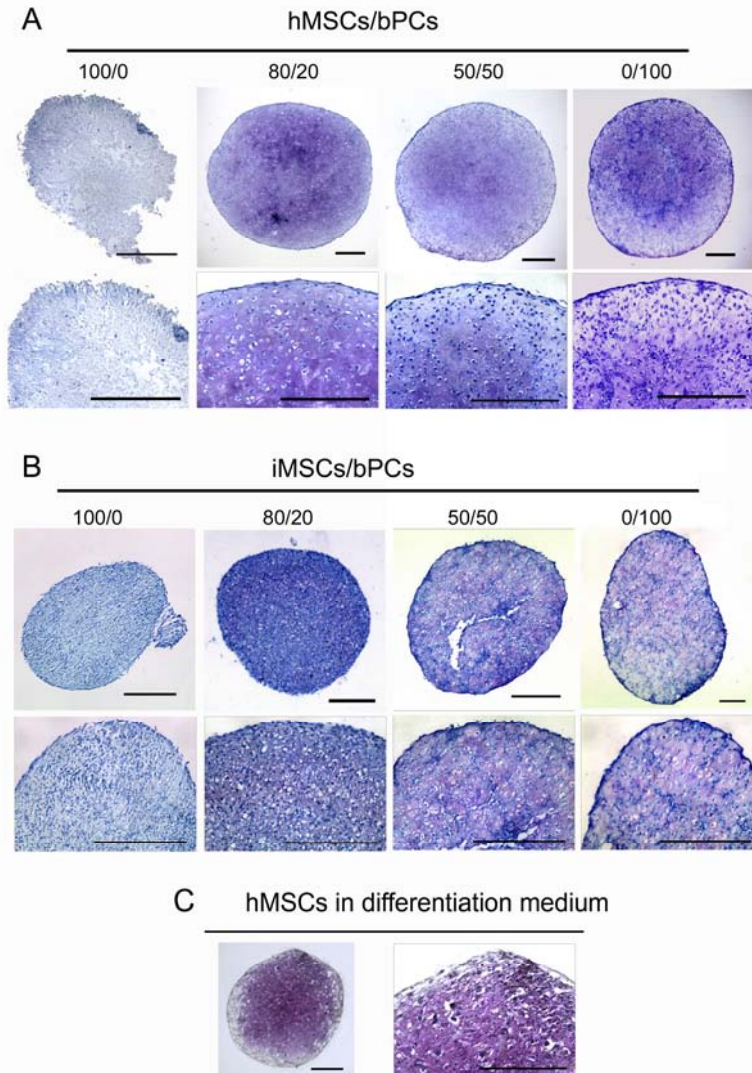 A
hMSCs/bPCs
100/0 80/20 50/50 0/100
B
iMSCs/bPCs
100/0 80/20 50/50 0/100
C hMSCs in differentiation medium